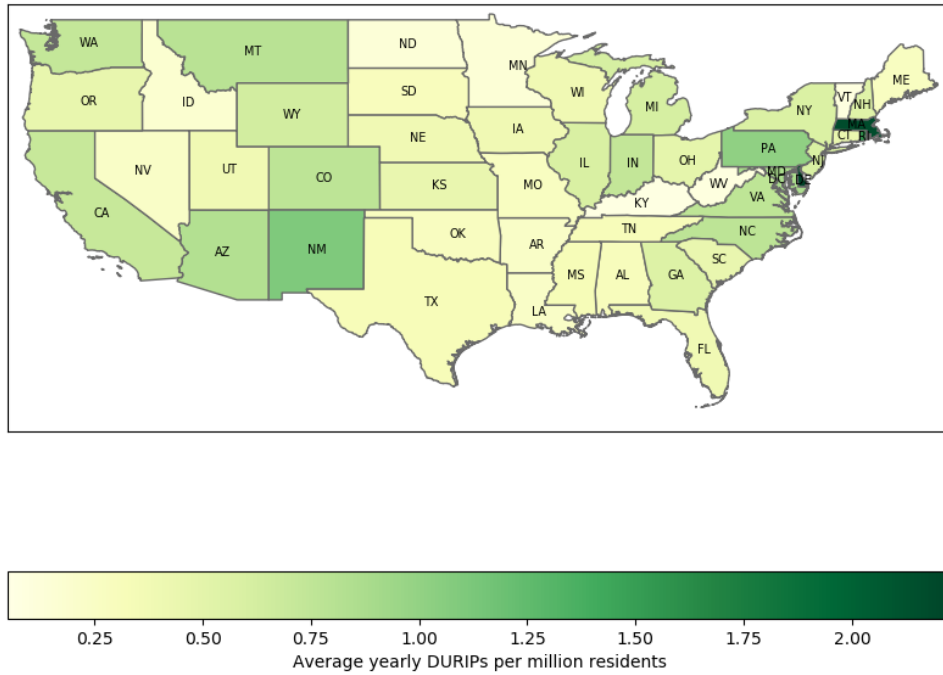 WA
MT
ND
MN
ME
OR
ID
SD
WI
VT
NH
MI
NY
MA
WY
CT
RI
NE
IA
PA
NV
UT
CO
IL
IN
OH
NJ
KS
MO
WV
MD
DC
DE
CA
KY
VA
AZ
NM
OK
AR
TN
NC
SC
MS
AL
GA
TX
LA
FL
0.25 0.50 0.75 1.00 1.25 1.50 1.75 2.00
Average yearly DURIPs per million residents